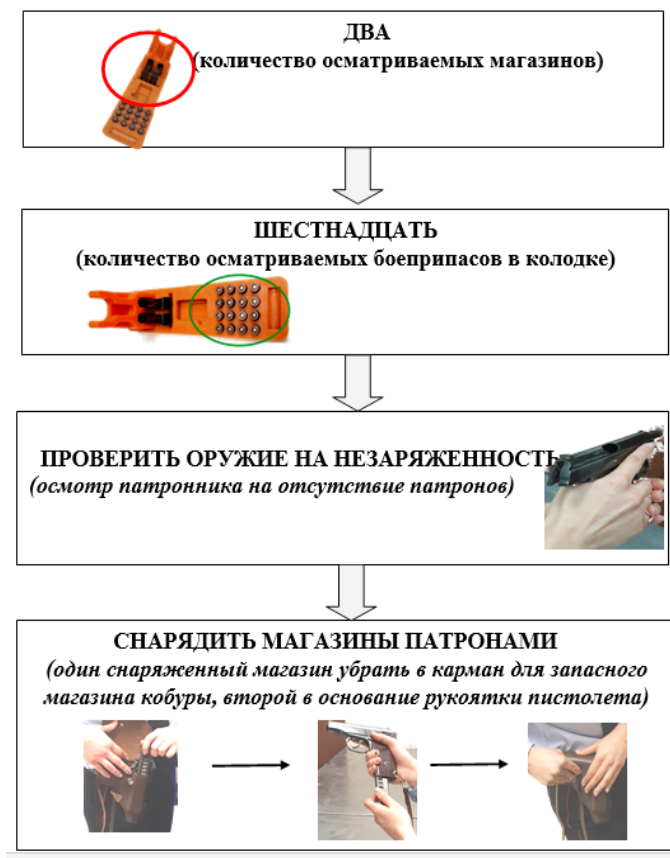 ДВА
(количество осматриваемых магазинов)
ШЕСТНАДЦАТЬ
(количество осматриваемых боеприпасов в колодке)
ПРОВЕРИТЬ ОРУЖИЕ НА НЕЗАРЯЖЕННОСТЬ
(осмотр патронника на отсутствие патронов)
СНАРЯДИТЬ МАГАЗИНЫ ПАТРОНАМИ
(один снаряженный магазин убрать в карман для запасного
магазина кобуры, второй в основание рукоятки пистолета)